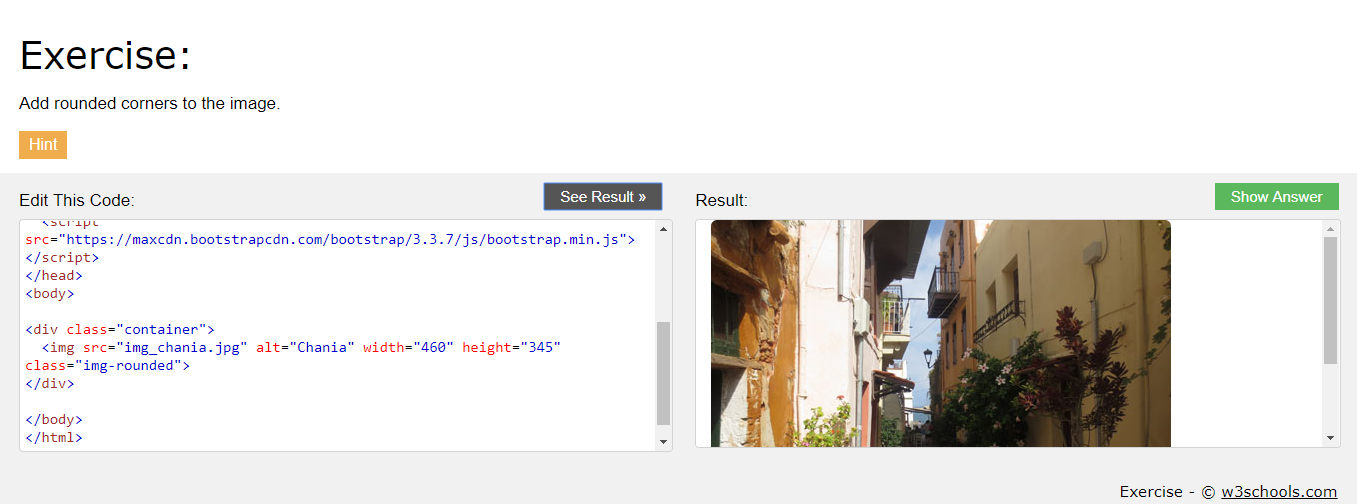 Exercise:
Add rounded corners to the image.
Hint
Edit This Code:
See Result »
Result:
Show Answer
<script
src="https://maxcdn.bootstrapcdn.com/bootstrap/3.3.7/js/bootstrap.min.js">
</script>
</head>
<body>
<div class="container">
<img src="img_chania.jpg" alt="Chania" width="460" height="345"
class="img-rounded">
</div>
</body>
</html>
Exercise - © w3schools.com